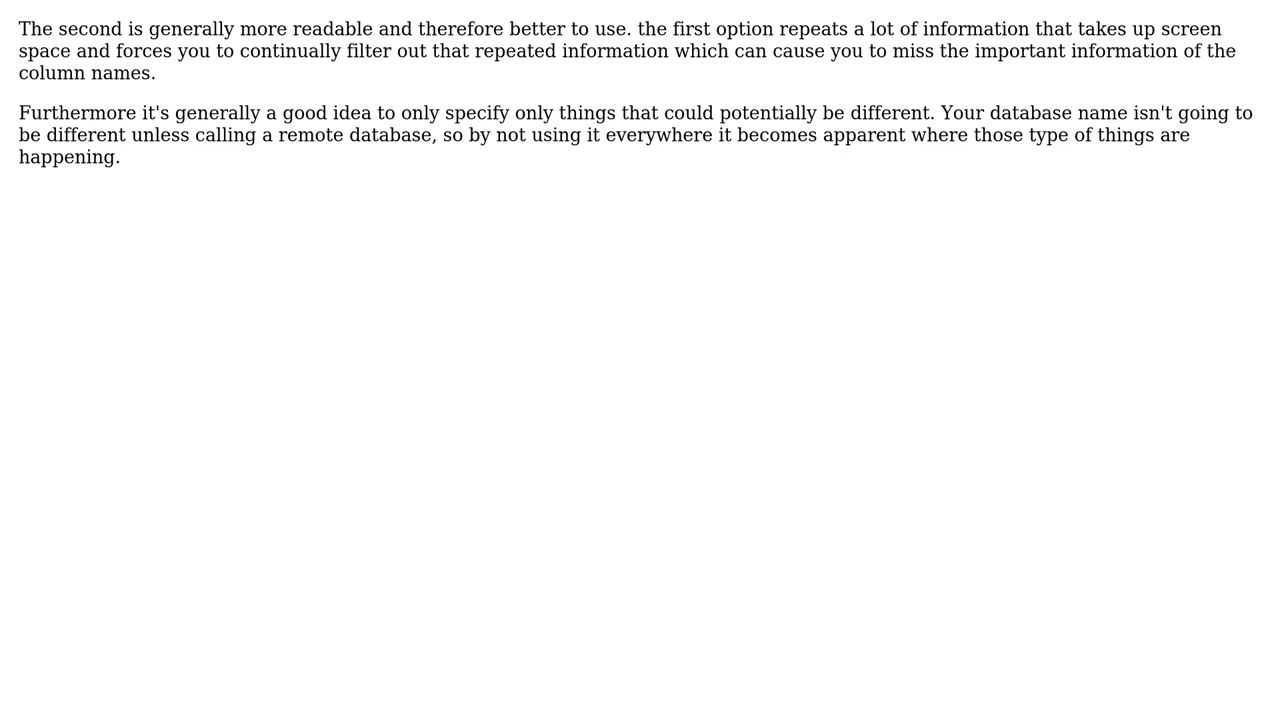 The second is generally more readable and therefore better to use. the first option repeats a lot of information that takes up screen
space and forces you to continually filter out that repeated information which can cause you to miss the important information of the
column names.
Furthermore it's generally a good idea to only specify only things that could potentially be different. Your database name isn't going to
be different unless calling a remote database, so by not using it everywhere it becomes apparent where those type of things are
happening.